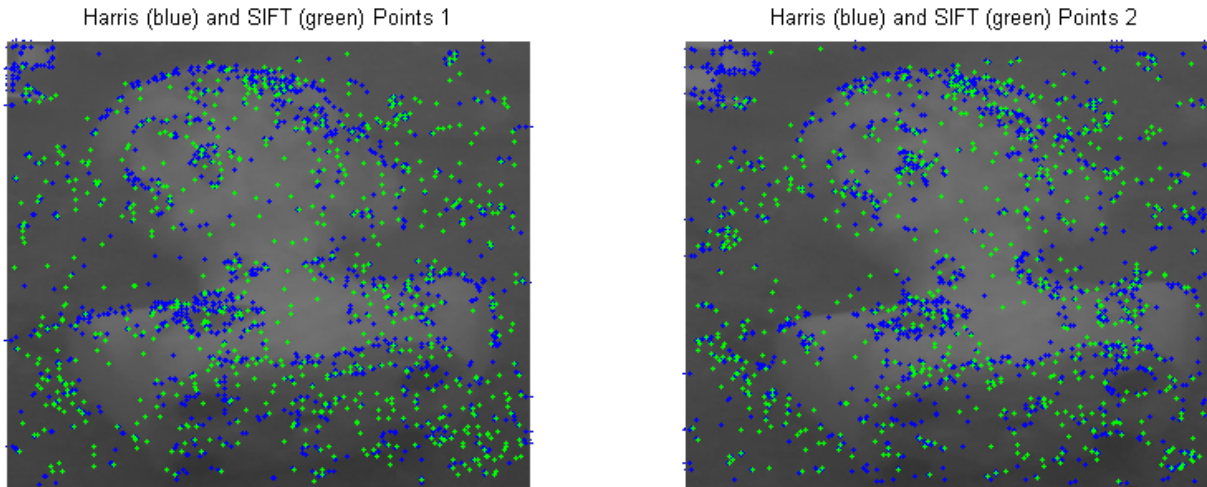 Harris (blue) and SIFT (green) Points 1
Harris (blue) and SIFT (green) Points 2